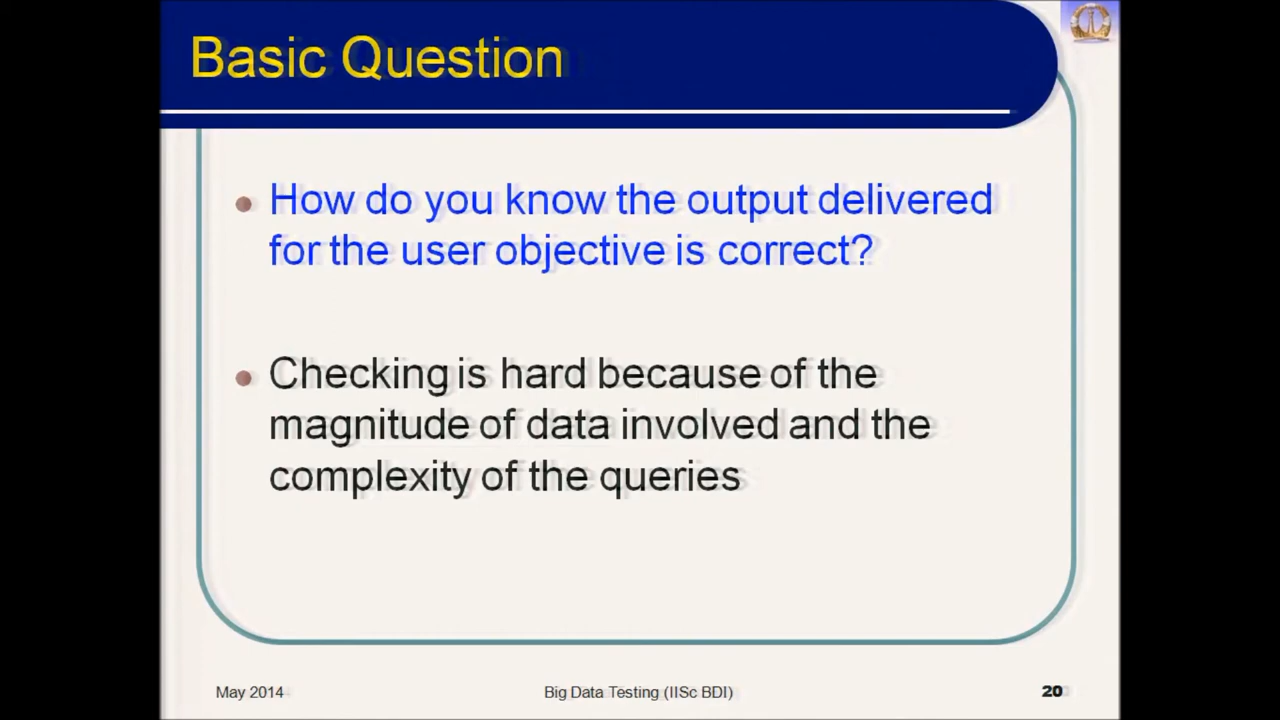 Basic Question
How do you know the output delivered
for the user objective is correct?
Checking is hard because of the
magnitude of data involved and the
complexity of the queries
May 2014
Big Data Testing (IISc BDI)
20